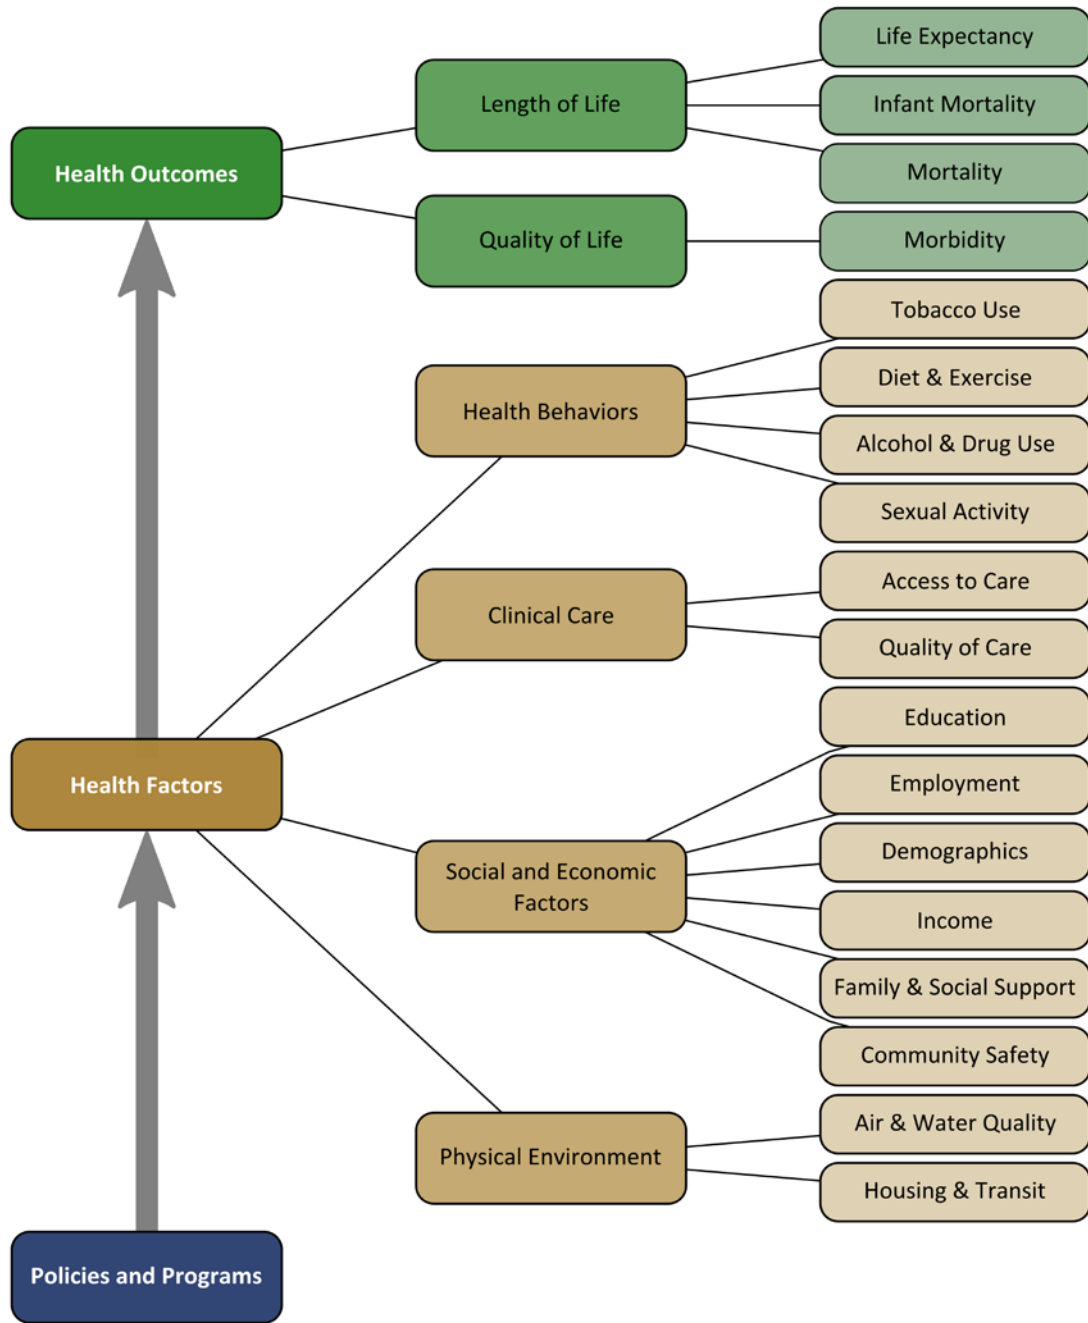 Health Outcomes
Length of Life
Life Expectancy
Infant Mortality
Mortality
Quality of Life
Morbidity
Health Factors
Health Behaviors
Tobacco Use
Diet & Exercise
Alcohol & Drug Use
Sexual Activity
Clinical Care
Access to Care
Quality of Care
Social and Economic
Factors
Education
Employment
Demographics
Income
Family & Social Support
Community Safety
Physical Environment
Air & Water Quality
Housing & Transit
Policies and Programs